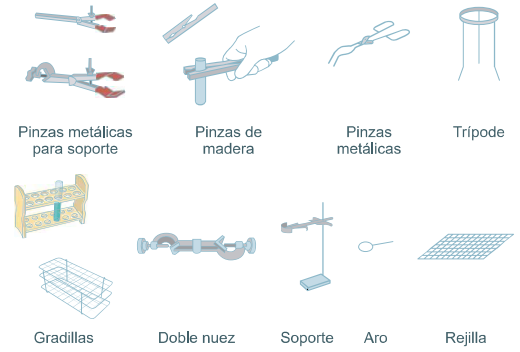 Pinzas metálicas
para soporte
Pinzas de
madera
Pinzas
metálicas
Trípode
Gradillas
Doble nuez
Soporte
Aro
Rejilla